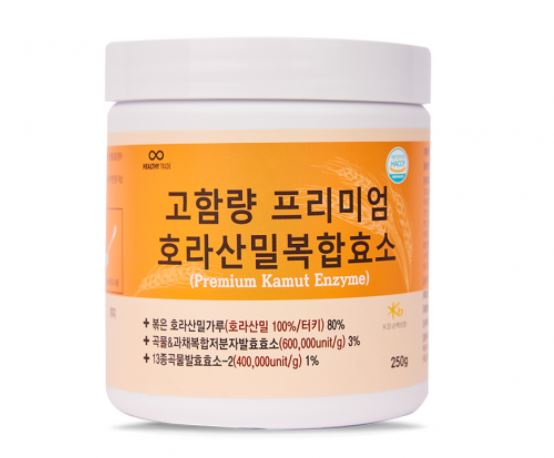 HEALTHY TRADE
HACCP
고함량 프리미엄
호라산밀복합효소
(Premium Kamut Enzyme)
+ 볶은 호라산밀가루(호라산밀 100%/터키) 80%
+ 곡물&과채복합저분자발효효소(600,000unit/g) 3%
+ 13종곡물발효효소-2(400,000unit/g) 1%
250g